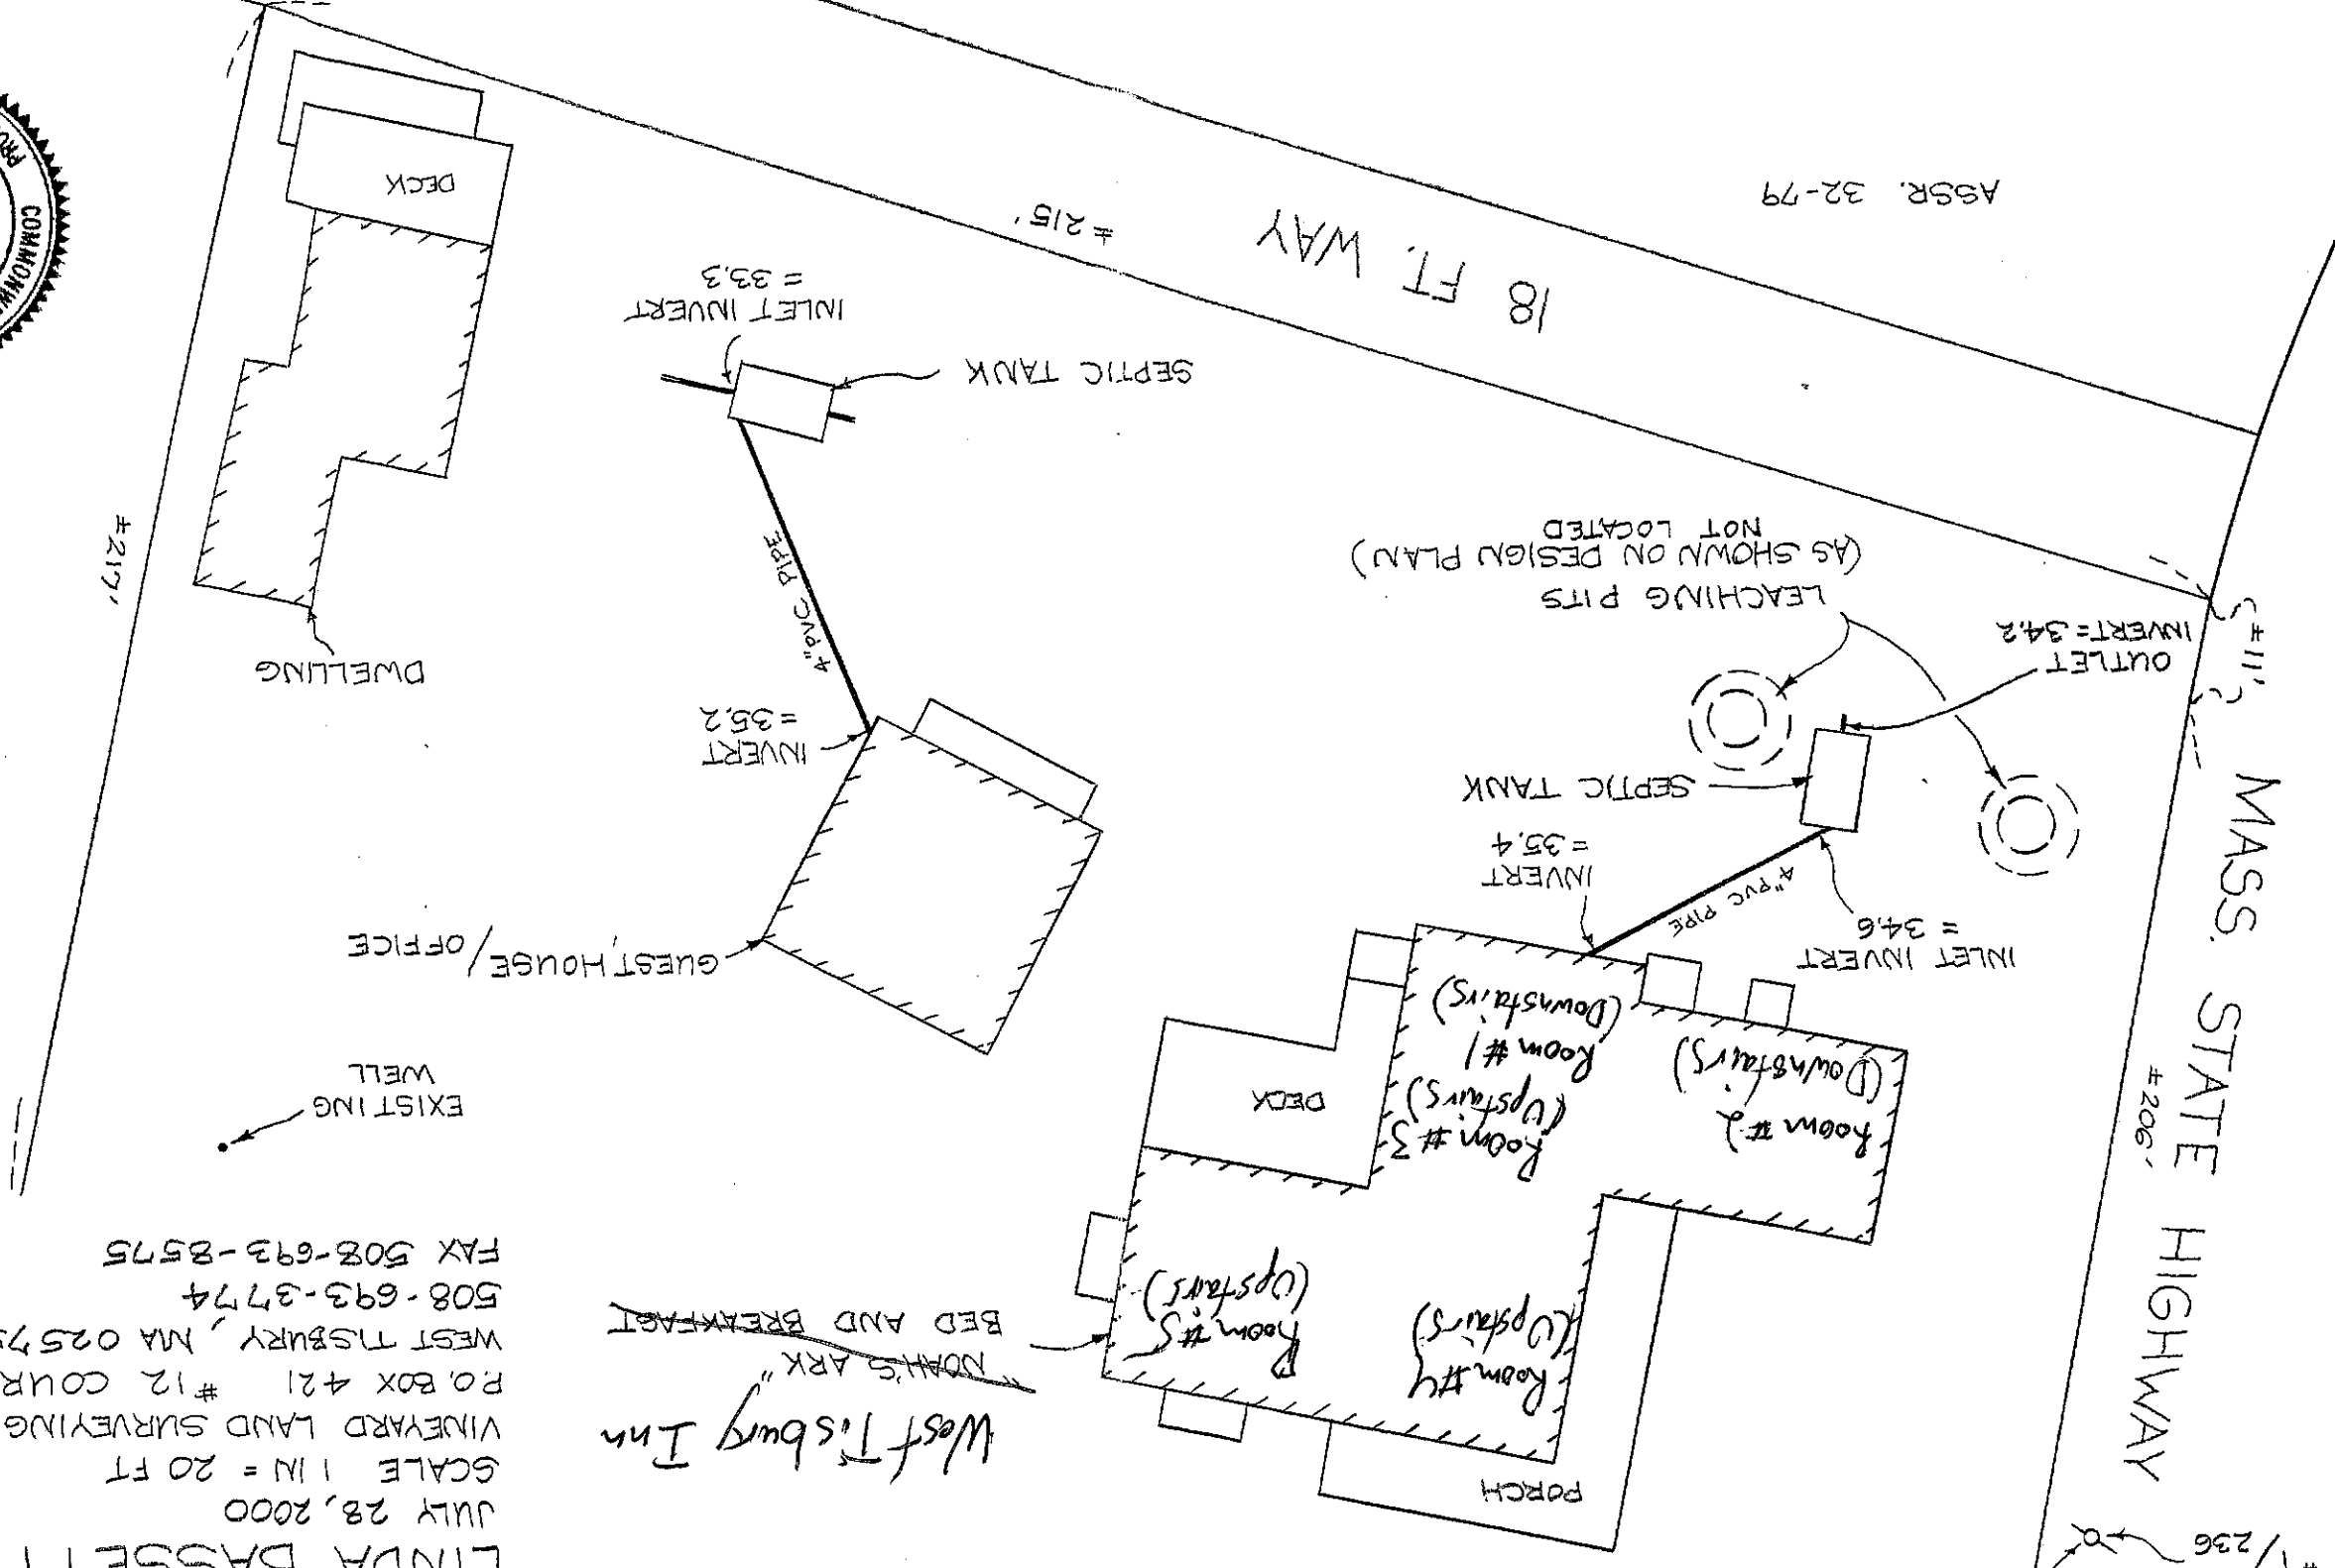 LINDA BASSETT
JULY 28, 2000
SCALE 1 IN = 20 FT
VINEYARD LAND SURVEYING
P.O. BOX 421 #12 COUR
WEST TISBURY, MA 0257
508-693-3774
FAX 508-693-8575
/236
PORCH
West Tisbury Inn
"NOAH'S ARK"
BED AND BREAKFAST
Room #4
(Upstairs)
Room #5
(Upstairs)
MASS. STATE HIGHWAY
±206'
Room #2
(Downstairs)
Room #3
(Upstairs)
Room #1
(Downstairs)
DECK
EXISTING
WELL
INLET INVERT
= 34.6
4" PVC PIPE
INVERT
= 35.4
GUEST HOUSE/OFFICE
SEPTIC TANK
INVERT
= 35.2
OUTLET
INVERT = 34.2
±11'
LEACHING PITS
(AS SHOWN ON DESIGN PLAN)
NOT LOCATED
4" PVC PIPE
DWELLING
±217'
SEPTIC TANK
INLET INVERT
= 33.3
18 FT. WAY
±215'
ASSR. 32-79
DECK
COMMONW